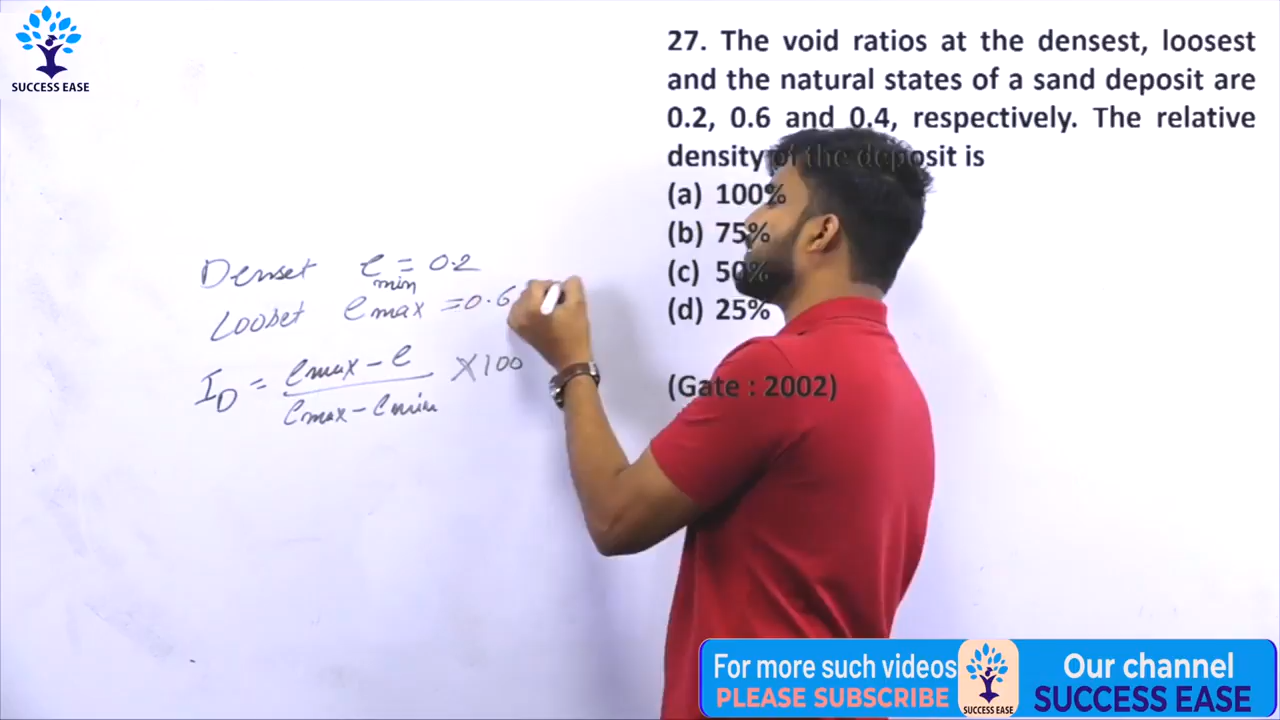 SUCCESS EASE
27. The void ratios at the densest, loosest
and the natural states of a sand deposit are
0.2, 0.6 and 0.4, respectively. The relative
density of the deposit is
(a) 100%
(b) 75%
(c) 50%
(d) 25%
(Gate : 2002)
Denset e min = 0.2
Looset emax = 0.6
ID = emax - e / emax - emin X100
For more such videos
PLEASE SUBSCRIBE
SUCCESS EASE
Our channel
SUCCESS EASE